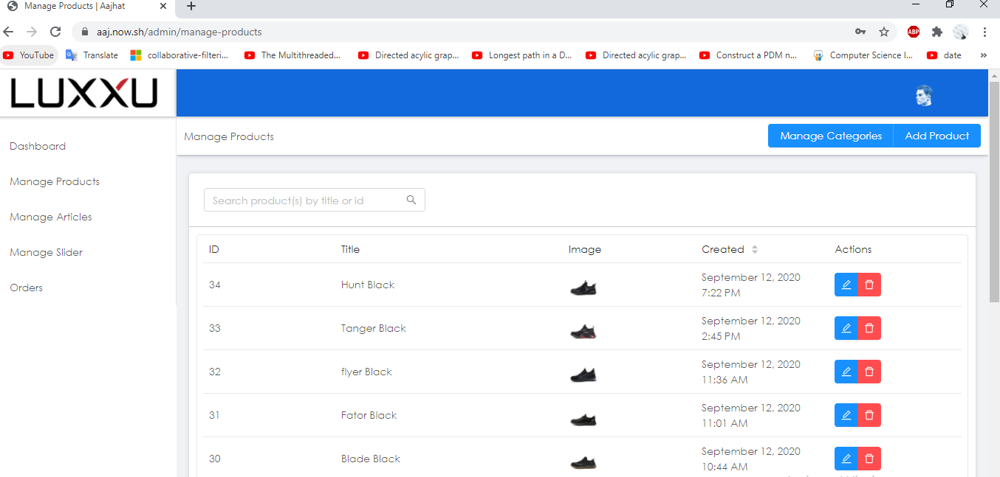 Manage Products | Aajhat
aaj.now.sh/admin/manage-products
ABP
YouTube Translate collaborative-filteri... The Multithreaded... Directed acylic grap... Longest path in a D... Directed acylic grap... Construct a PDM n... Computer Science I... date »
LUXXU
Manage Products
Manage Categories Add Product
Dashboard
Manage Products
Manage Articles
Manage Slider
Orders
Search product(s) by title or id
ID Title Image Created Actions
34 Hunt Black September 12, 2020
7:22 PM
33 Tanger Black September 12, 2020
2:45 PM
32 flyer Black September 12, 2020
11:36 AM
31 Fator Black September 12, 2020
11:01 AM
30 Blade Black September 12, 2020
10:44 AM